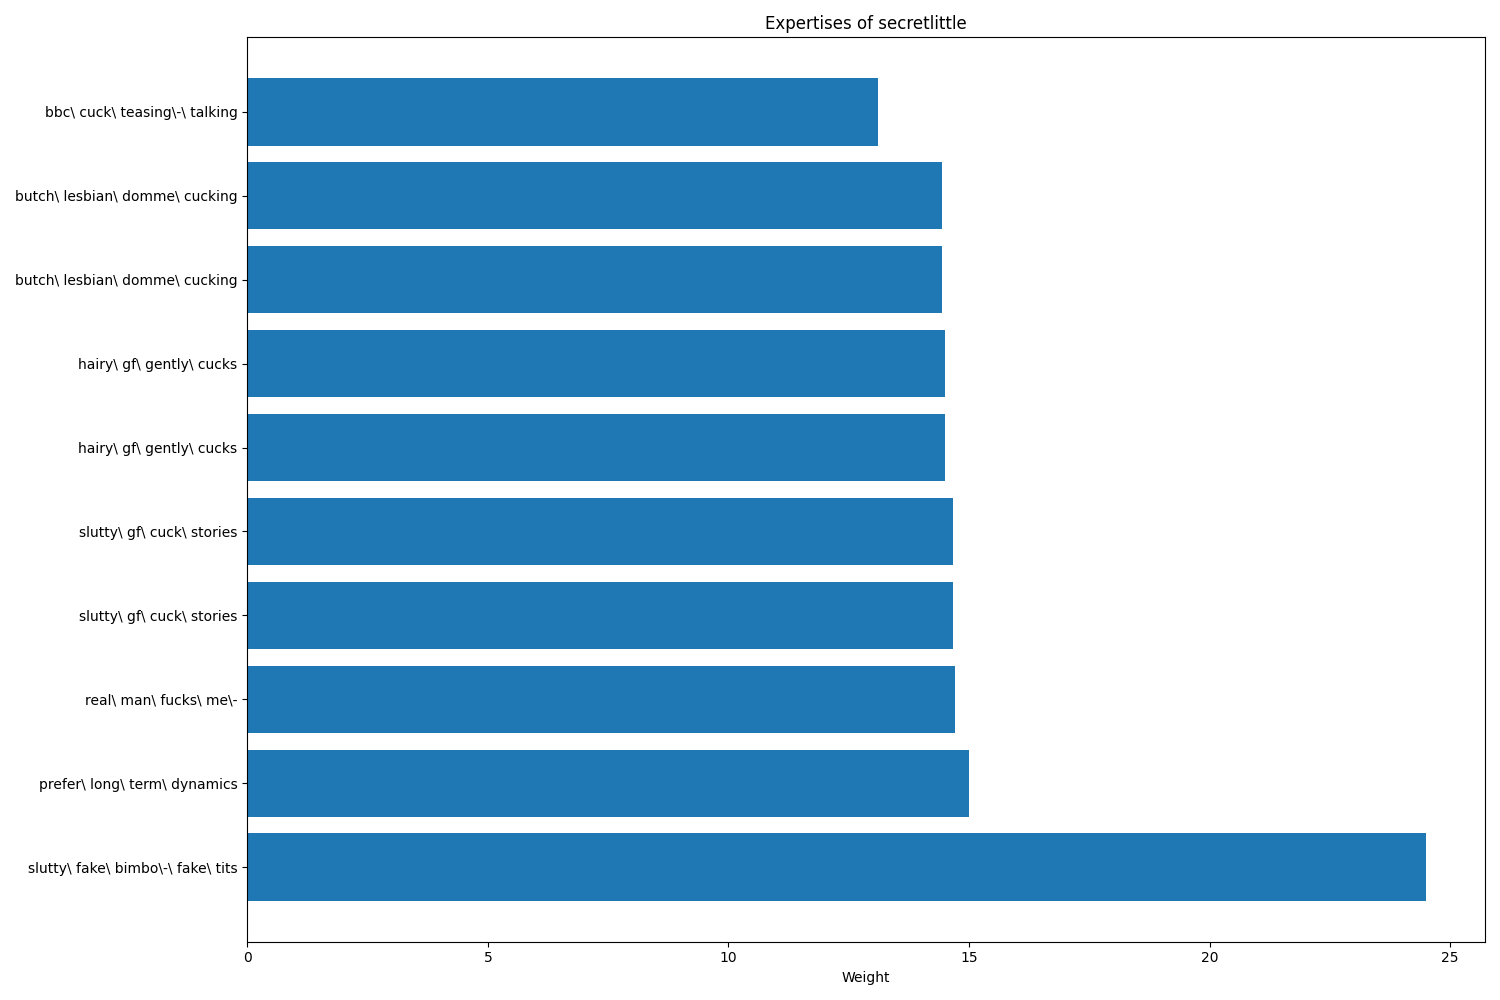 Expertises of secretlittle
bbc\ cuck\ teasing\-\ talking
butch\ lesbian\ domme\ cucking
butch\ lesbian\ domme\ cucking
hairy\ gf\ gently\ cucks
hairy\ gf\ gently\ cucks
slutty\ gf\ cuck\ stories
slutty\ gf\ cuck\ stories
real\ man\ fucks\ me\-
prefer\ long\ term\ dynamics
slutty\ fake\ bimbo\-\ fake\ tits
0 5 10 15 20 25
Weight